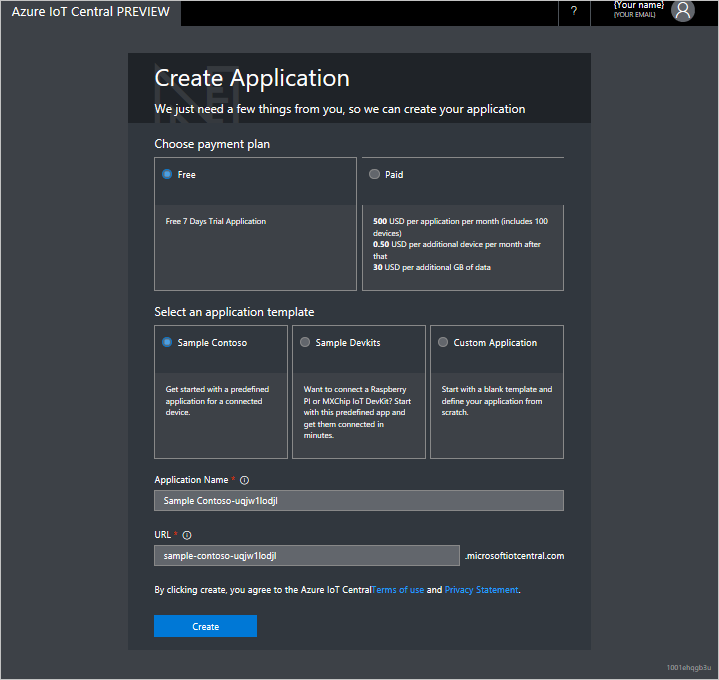 Azure IoT Central PREVIEW
?
{Your name}
{YOUR EMAIL}
Create Application
We just need a few things from you, so we can create your application
Choose payment plan
Free
Free 7 Days Trial Application
Paid
500 USD per application per month (includes 100
devices)
0.50 USD per additional device per month after
that
30 USD per additional GB of data
Select an application template
Sample Contoso
Get started with a predefined
application for a connected
device.
Sample Devkits
Want to connect a Raspberry
PI or MXChip IoT DevKit? Start
with this predefined app and
get them connected in
minutes.
Custom Application
Start with a blank template and
define your application from
scratch.
Application Name *
Sample Contoso-uqjw1lodjl
URL *
sample-contoso-uqjw1lodjl .microsoftiotcentral.com
By clicking create, you agree to the Azure IoT CentralTerms of use and Privacy Statement.
Create
1001ehqgb3u